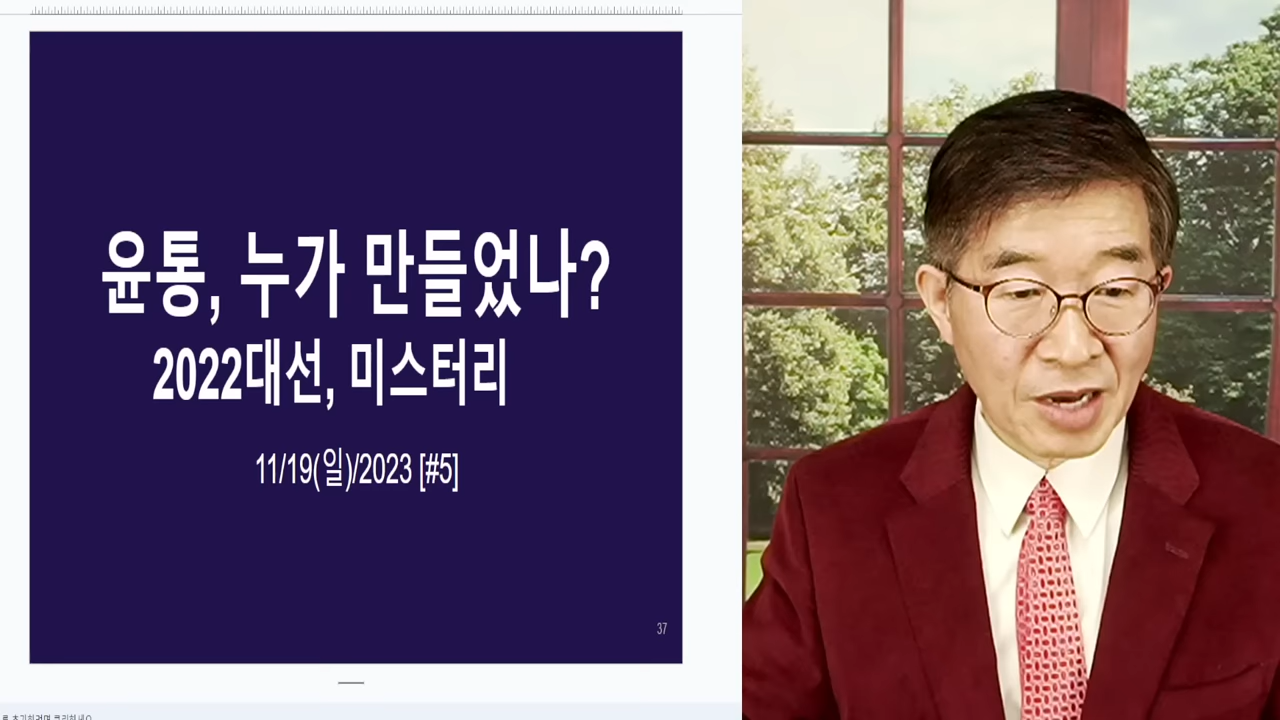 윤통, 누가 만들었나?
2022대선, 미스터리
11/19(일)/2023 [#5]
37